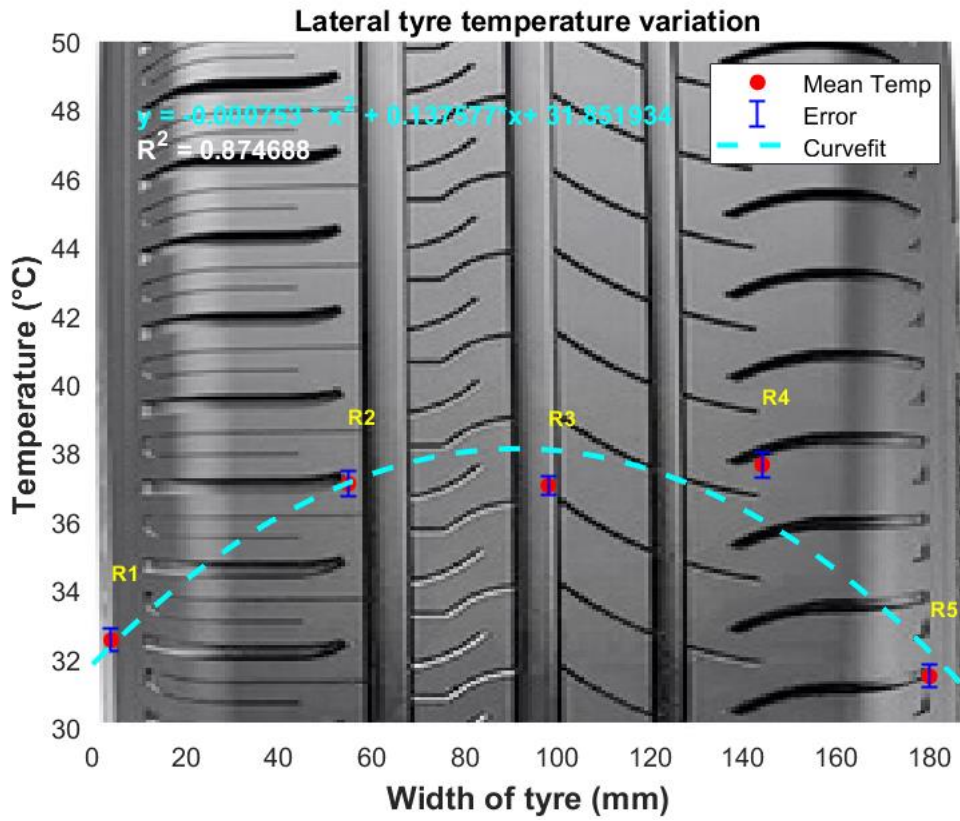 Lateral tyre temperature variation
y = -0.000753 * x^2 + 0.137577*x+ 31.851934
R^2 = 0.874688
Mean Temp
Error
Curvefit
Temperature (°C)
50
48
46
44
42
40
38
36
34
32
30
R1
R2
R3
R4
R5
0 20 40 60 80 100 120 140 160 180
Width of tyre (mm)